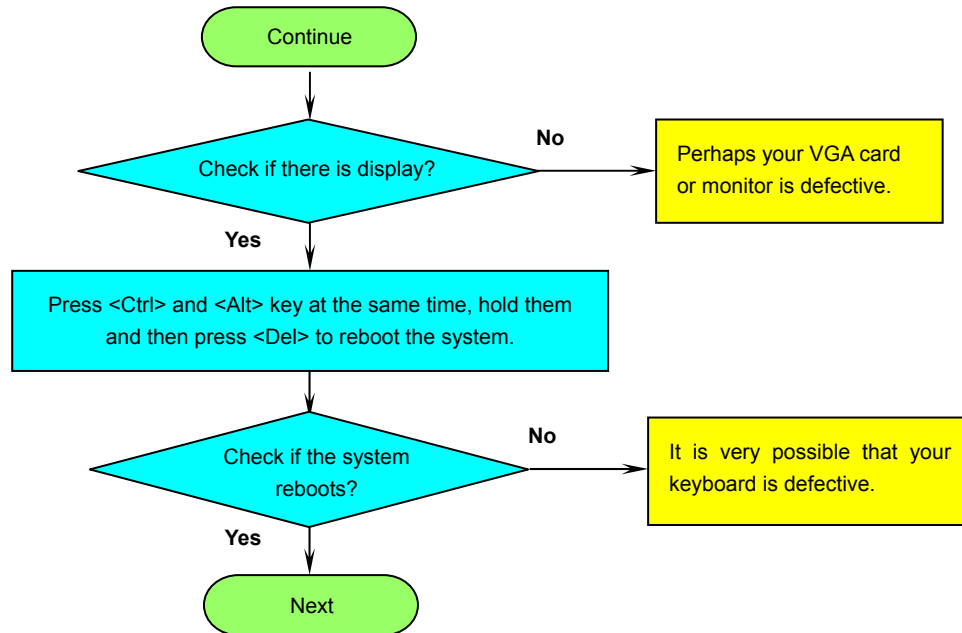 Continue
Check if there is display?
No
Perhaps your VGA card
or monitor is defective.
Yes
Press <Ctrl> and <Alt> key at the same time, hold them
and then press <Del> to reboot the system.
Check if the system
reboots?
No
It is very possible that your
keyboard is defective.
Yes
Next